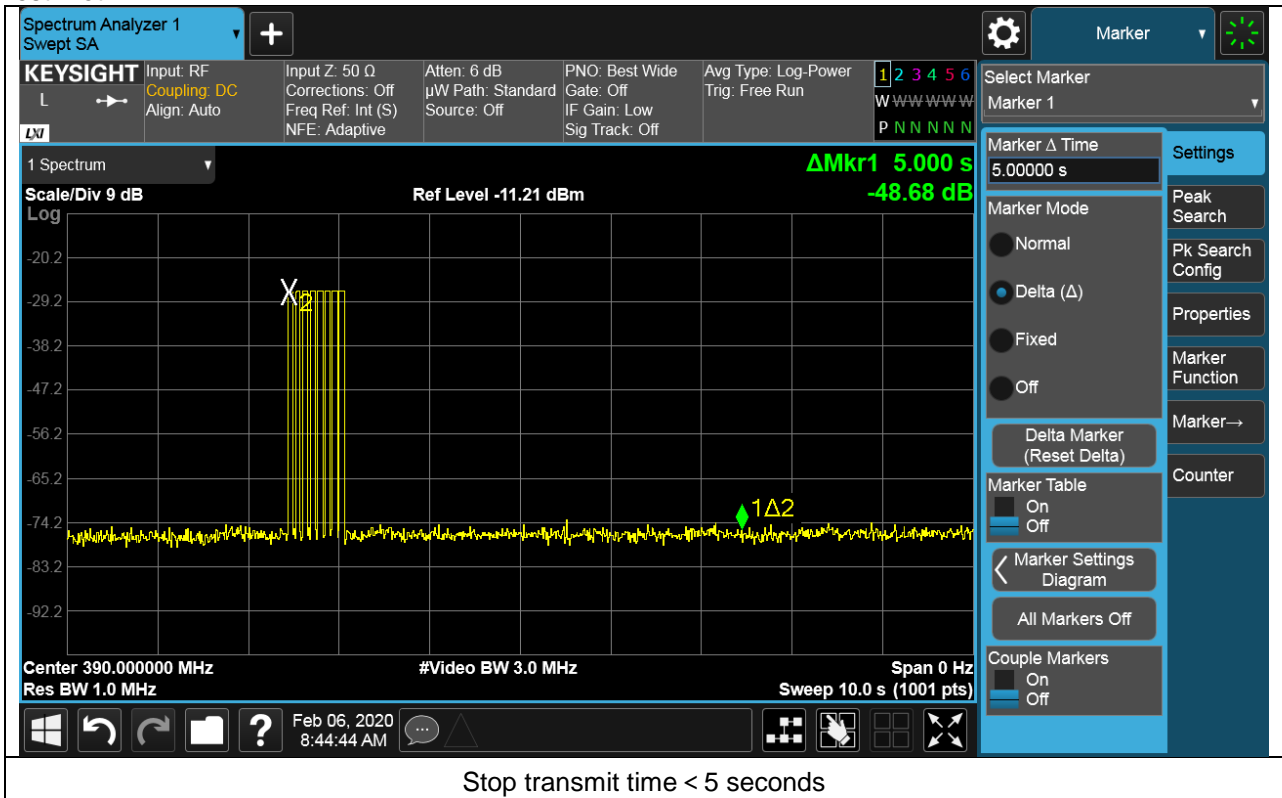 Spectrum Analyzer 1
Swept SA
+
Marker
KEYSIGHT
L
LXI
Input: RF
Coupling: DC
Align: Auto
Input Z: 50 Ω
Corrections: Off
Freq Ref: Int (S)
NFE: Adaptive
Atten: 6 dB
µW Path: Standard
Source: Off
PNO: Best Wide
Gate: Off
IF Gain: Low
Sig Track: Off
Avg Type: Log-Power
Trig: Free Run
1 2 3 4 5 6
W W W W W W
P N N N N N
1 Spectrum
ΔMkr1 5.000 s
Scale/Div 9 dB
Ref Level -11.21 dBm
-48.68 dB
Log
-20.2
-29.2
-38.2
-47.2
-56.2
-65.2
-74.2
-83.2
-92.2
X2
1Δ2
Center 390.000000 MHz
#Video BW 3.0 MHz
Span 0 Hz
Res BW 1.0 MHz
Sweep 10.0 s (1001 pts)
Select Marker
Marker 1
Marker Δ Time
5.00000 s
Marker Mode
Normal
Delta (Δ)
Fixed
Off
Delta Marker
(Reset Delta)
Marker Table
On
Off
Marker Settings
Diagram
All Markers Off
Couple Markers
On
Off
Settings
Peak
Search
Pk Search
Config
Properties
Marker
Function
Marker→
Counter
?
Feb 06, 2020
8:44:44 AM
Stop transmit time < 5 seconds